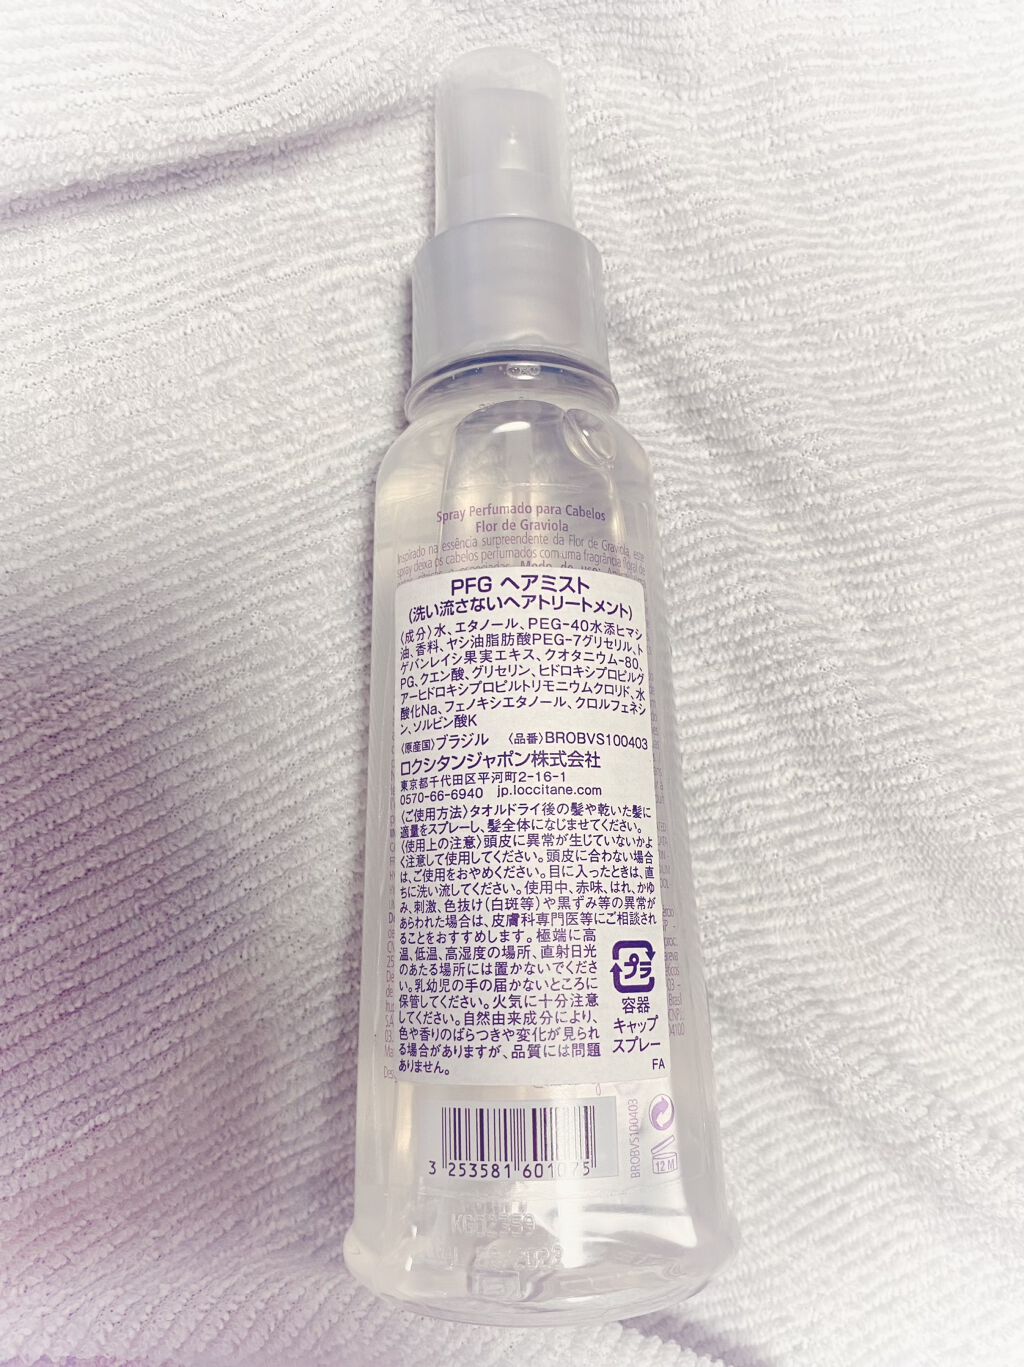 Spray Perfumado para Cabelos
Flor de Graviola
Inspirado na essência surpreendente da Flor de Graviola, este
spray deixa os cabelos perfumados com uma fragrância floral de
PFG ヘアミスト
(洗い流さないヘアトリートメント)
〈成分〉水、エタノール、PEG-40水添ヒマシ
油、香料、ヤシ油脂肪酸PEG-7グリセリル、ト
ゲバンレイシ果実エキス、クオタニウム-80、
PG、クエン酸、グリセリン、ヒドロキシプロピルグ
アーヒドロキシプロピルトリモニウムクロリド、水
酸化Na、フェノキシエタノール、クロルフェネシ
ン、ソルビン酸K
〈原産国〉ブラジル 〈品番〉BROBVS100403
ロクシタンジャポン株式会社
東京都千代田区平河町2-16-1
0570-66-6940 jp.loccitane.com
〈ご使用方法〉タオルドライ後の髪や乾いた髪に
適量をスプレーし、髪全体になじませてください。
〈使用上の注意〉頭皮に異常が生じていないかよ
く注意して使用してください。頭皮に合わない場合
は、ご使用をおやめください。目に入ったときは、直
ちに洗い流してください。使用中、赤味、はれ、かゆ
み、刺激、色抜け(白斑等)や黒ずみ等の異常が
あらわれた場合は、皮膚科専門医等にご相談され
ることをおすすめします。極端に高
温、低温、高湿度の場所、直射日光
のあたる場所には置かないでくださ
い。乳幼児の手の届かないところに
保管してください。火気に十分注意
してください。自然由来成分により、
色や香りのばらつきや変化が見られ
る場合がありますが、品質には問題
ありません。
プラ
容器
キャップ
スプレー
FA
3 253581 601075
BROBVS100403
12 M